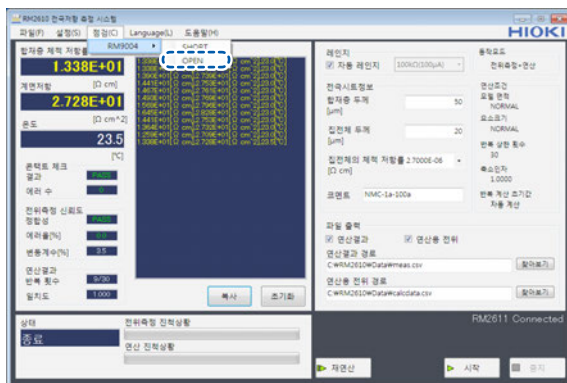 RM2610 전극저항 측정 시스템
파일(F) 설정(S) 점검(C) Language(L) 도움말(H)
HIOKI
RM9004
SHORT
OPEN
합재층 체적 저항률
1.338E+01
[Ω cm]
계면저항
2.728E+01
[Ω cm^2]
온도
23.5
[℃]
콘택트 체크
결과 PASS
에러 수 0
전위측정 신뢰도
정합성 PASS
에러율[%] 0.0
변동계수[%] 3.5
연산결과
반복 횟수 9/30
일치도 1.000
복사 초기화
레인지
자동 레인지 100kΩ(100μA)
전극시트정보
합재층 두께
[μm] 50
집전체 두께
[μm] 20
집전체의 체적 저항률 2.7000E-06
[Ω cm]
코멘트 NMC-1a-100a
동작모드
전위측정+연산
연산조건
모델 면적
NORMAL
요소크기
NORMAL
반복 상한 횟수
30
축소인자
1.0000
반복 계산 초기값
자동 계산
파일 출력
연산결과 연산용 전위
연산결과 경로
C:₩RM2610₩Data₩meas.csv 찾아보기
연산용 전위 경로
C:₩RM2610₩Data₩calcdata.csv 찾아보기
상태
종료
전위측정 진척상황
연산 진척상황
RM2611 Connected
재연산 시작 중지